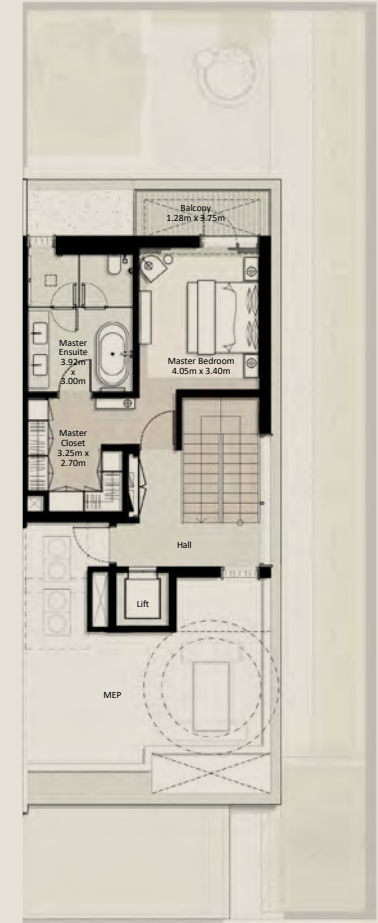 Balcony
1.28m x 3.75m
Master
Ensuite
3.92m
x
3.00m
Master Bedroom
4.05m x 3.40m
Master
Closet
3.25m x
2.70m
Hall
Lift
MEP